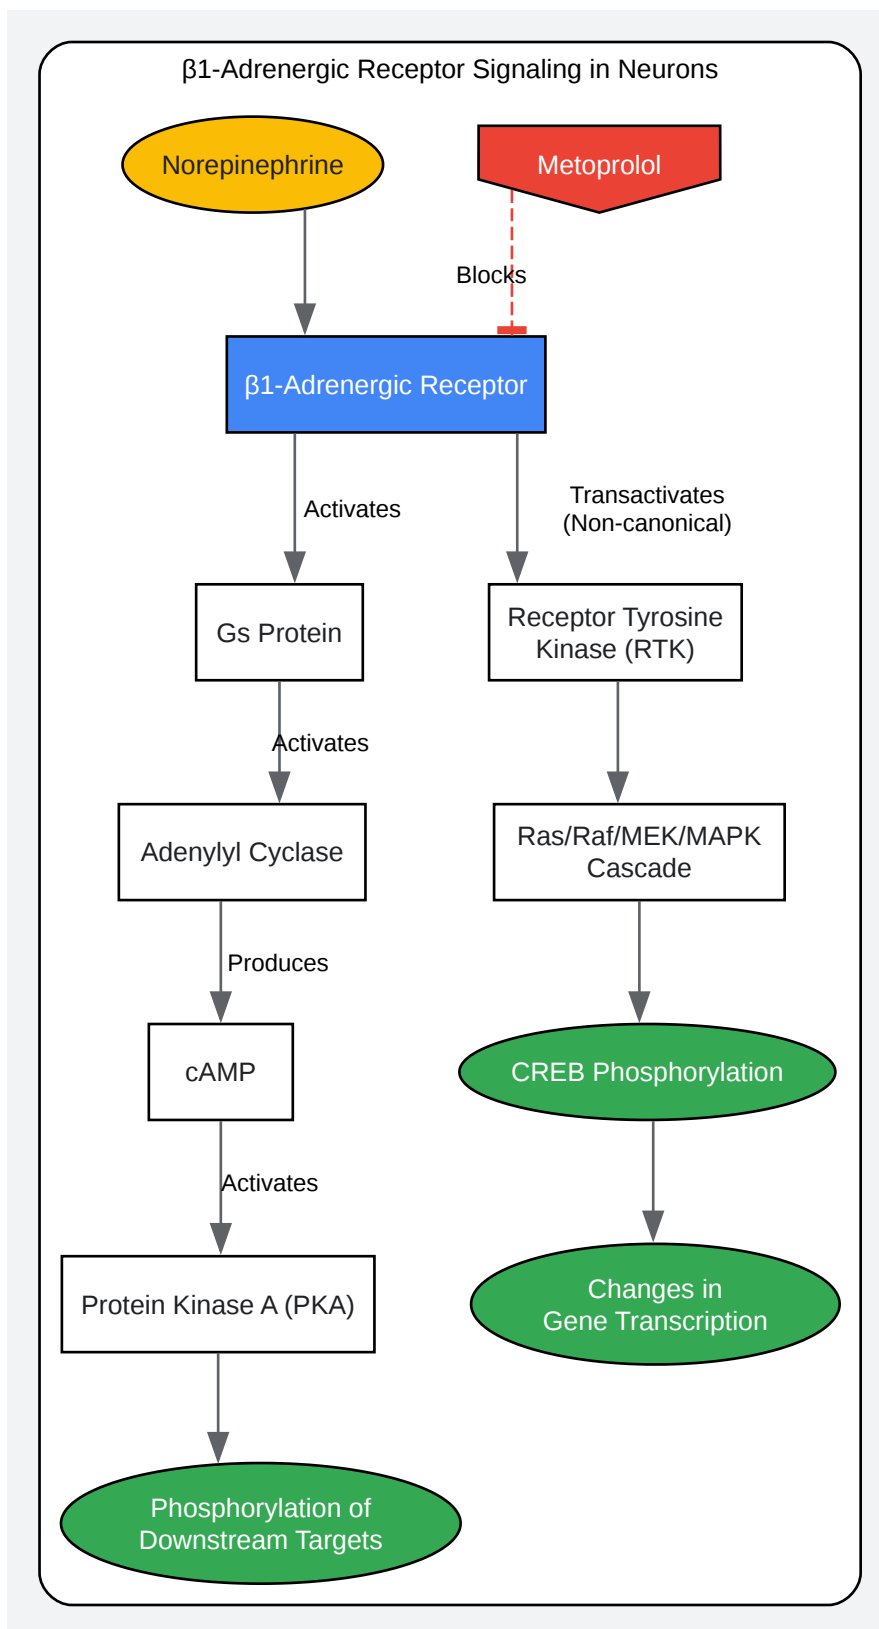 β1-Adrenergic Receptor Signaling in Neurons
Norepinephrine
Metoprolol
Blocks
β1-Adrenergic Receptor
Activates
Transactivates
(Non-canonical)
Gs Protein
Receptor Tyrosine
Kinase (RTK)
Activates
Adenylyl Cyclase
Ras/Raf/MEK/MAPK
Cascade
Produces
cAMP
CREB Phosphorylation
Activates
Protein Kinase A (PKA)
Changes in
Gene Transcription
Phosphorylation of
Downstream Targets